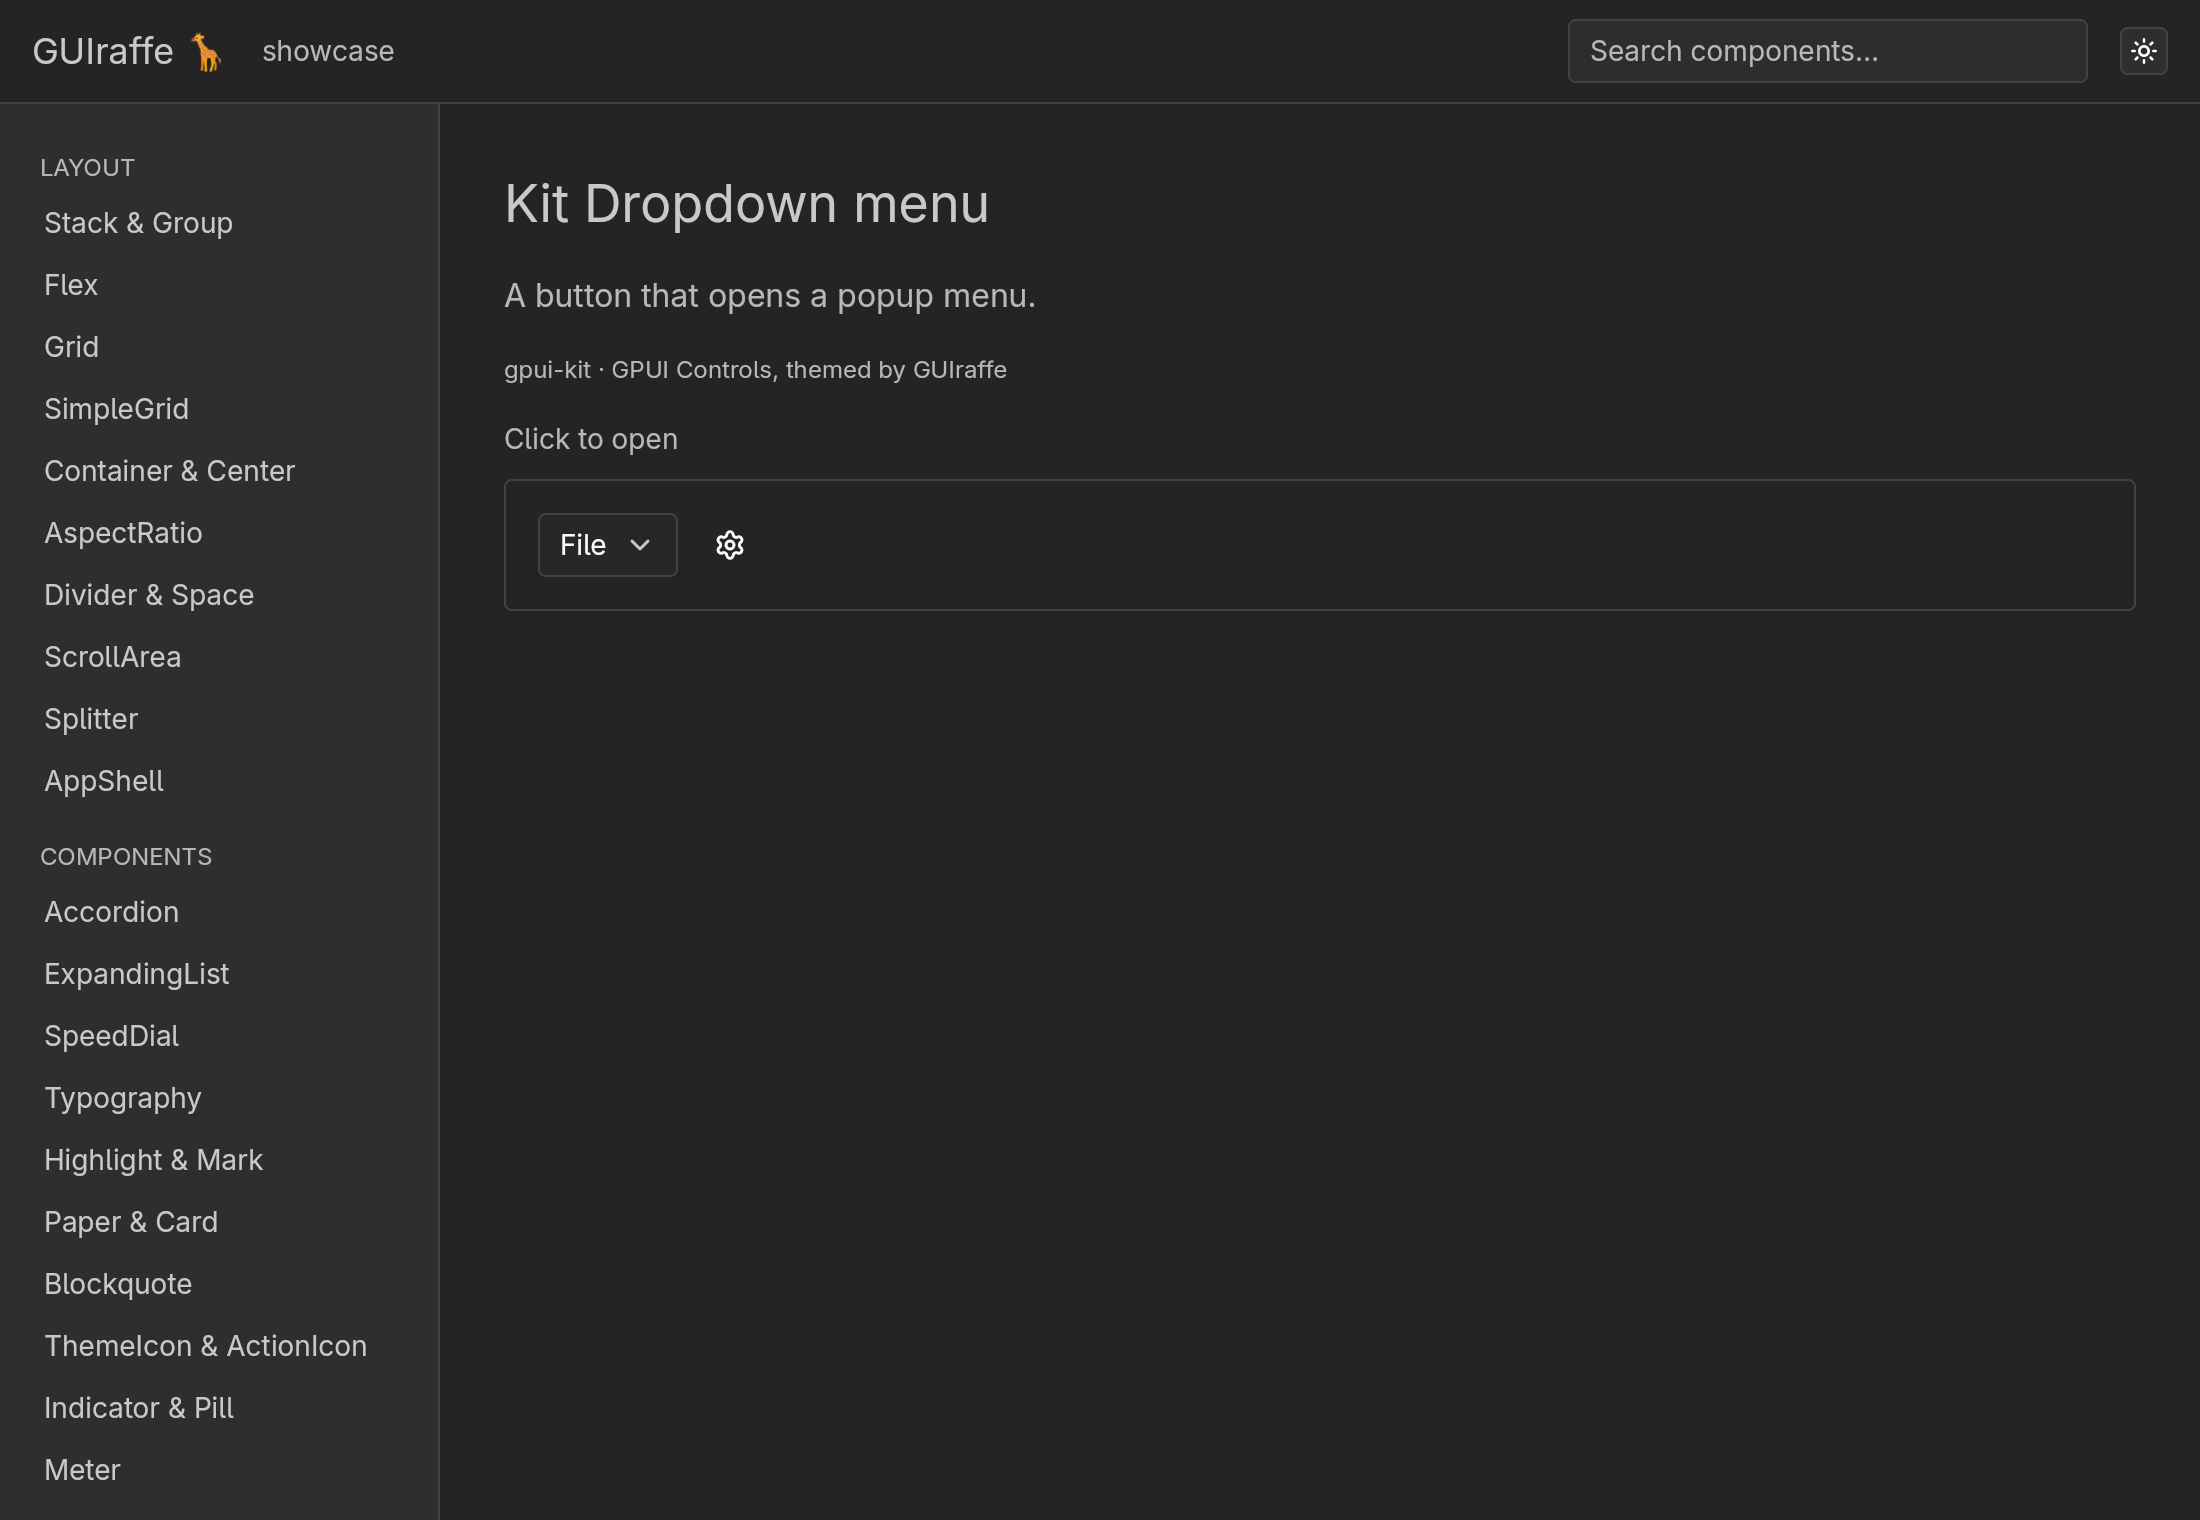 GUIraffe 🦒 showcase
Search components...
LAYOUT
Stack & Group
Flex
Grid
SimpleGrid
Container & Center
AspectRatio
Divider & Space
ScrollArea
Splitter
AppShell
COMPONENTS
Accordion
ExpandingList
SpeedDial
Typography
Highlight & Mark
Paper & Card
Blockquote
ThemeIcon & ActionIcon
Indicator & Pill
Meter
Kit Dropdown menu
A button that opens a popup menu.
gpui-kit · GPUI Controls, themed by GUIraffe
Click to open
File